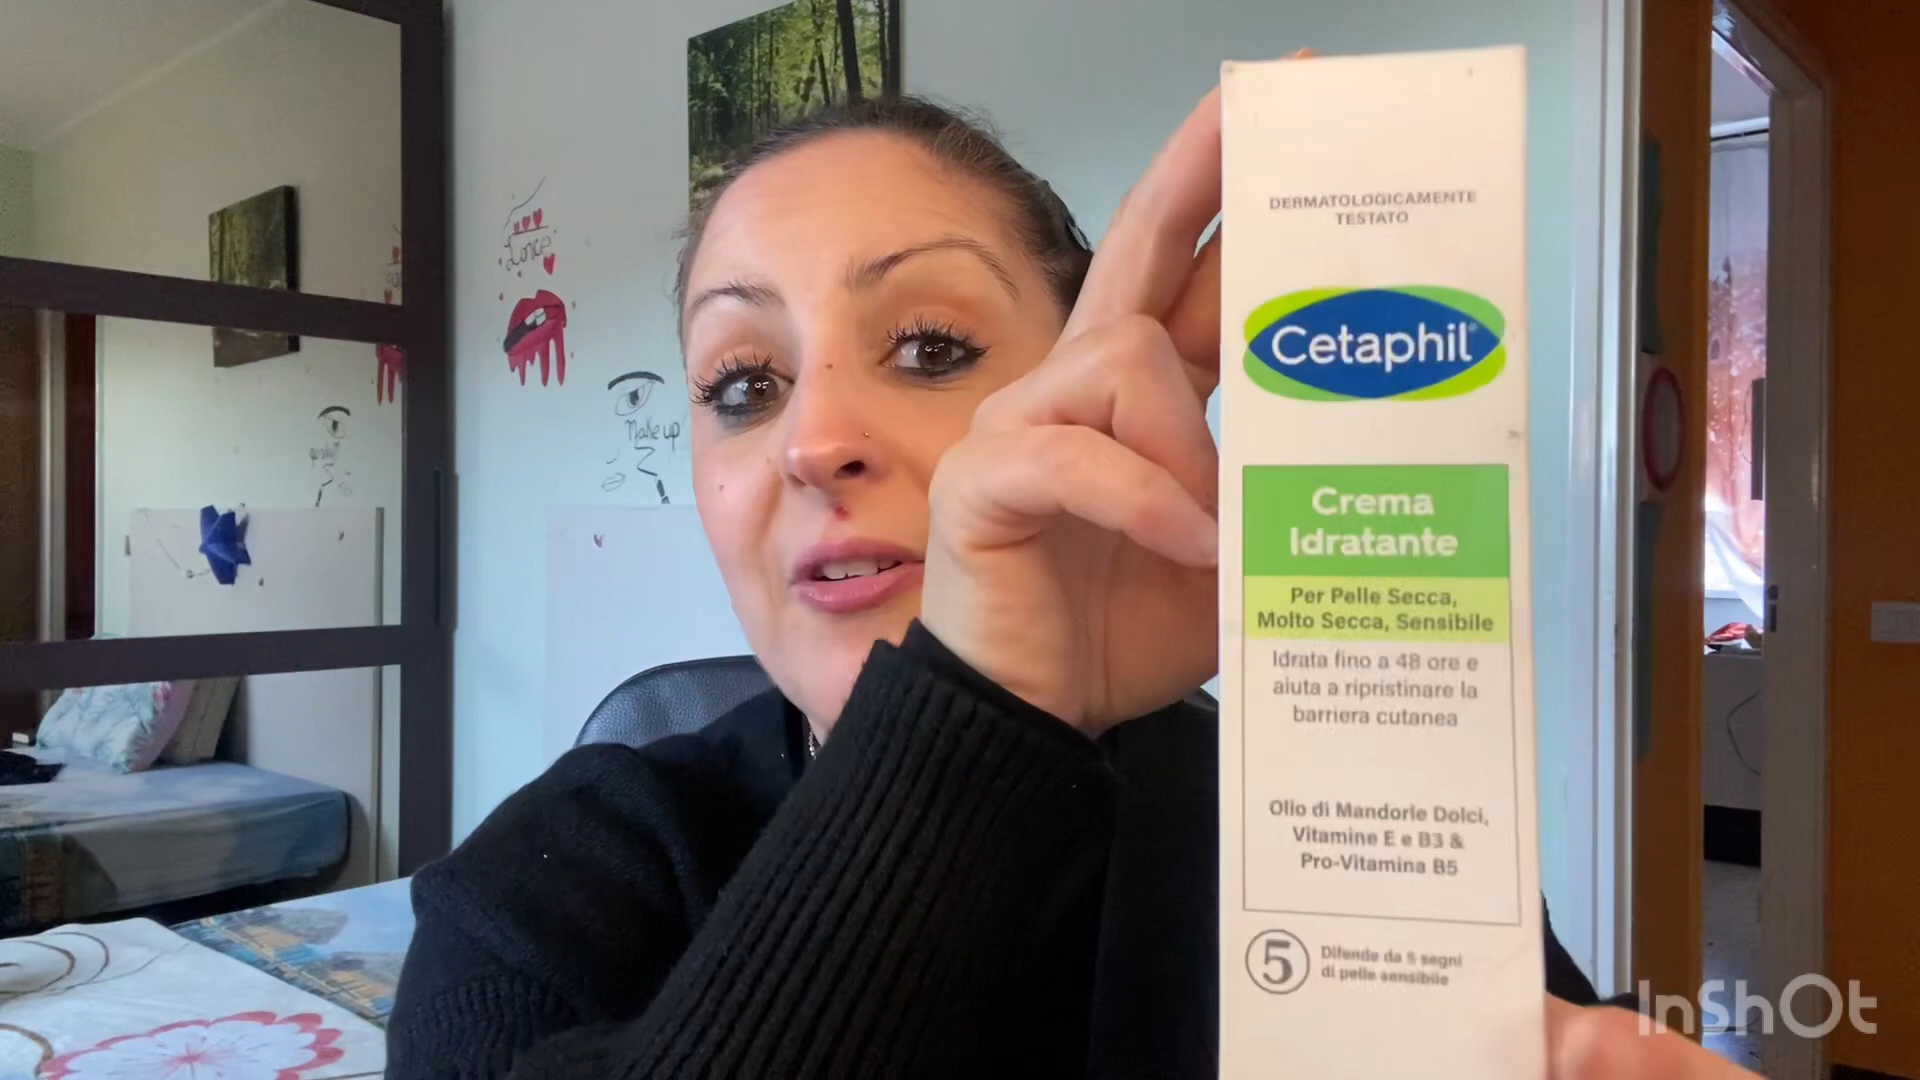 DERMATOLOGICAMENTE
TESTATO
Cetaphil®
Crema
Idratante
Per Pelle Secca,
Molto Secca, Sensibile
Idrata fino a 48 ore e
aiuta a ripristinare la
barriera cutanea
Olio di Mandorle Dolci,
Vitamine E e B3 &
Pro-Vitamina B5
5
Difende da 5 segni
di pelle sensibile
Make up
InShOt